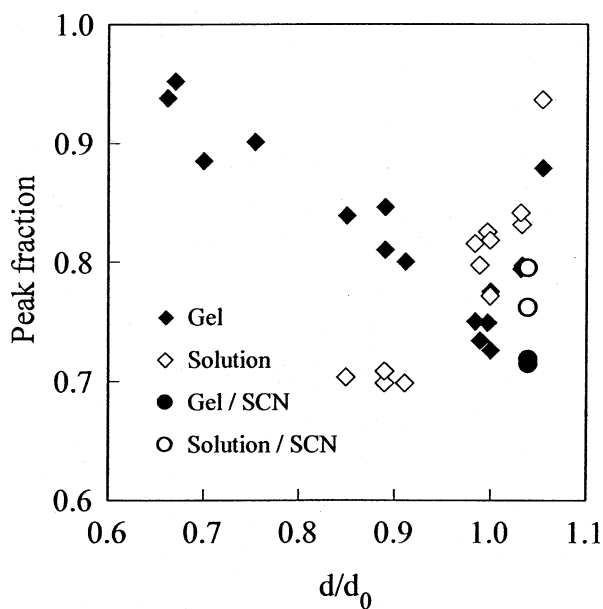 1.0
0.9
0.8
0.7
0.6
Peak fraction
Gel
Solution
Gel / SCN
Solution / SCN
0.6 0.7 0.8 0.9 1.0 1.1
d/d0